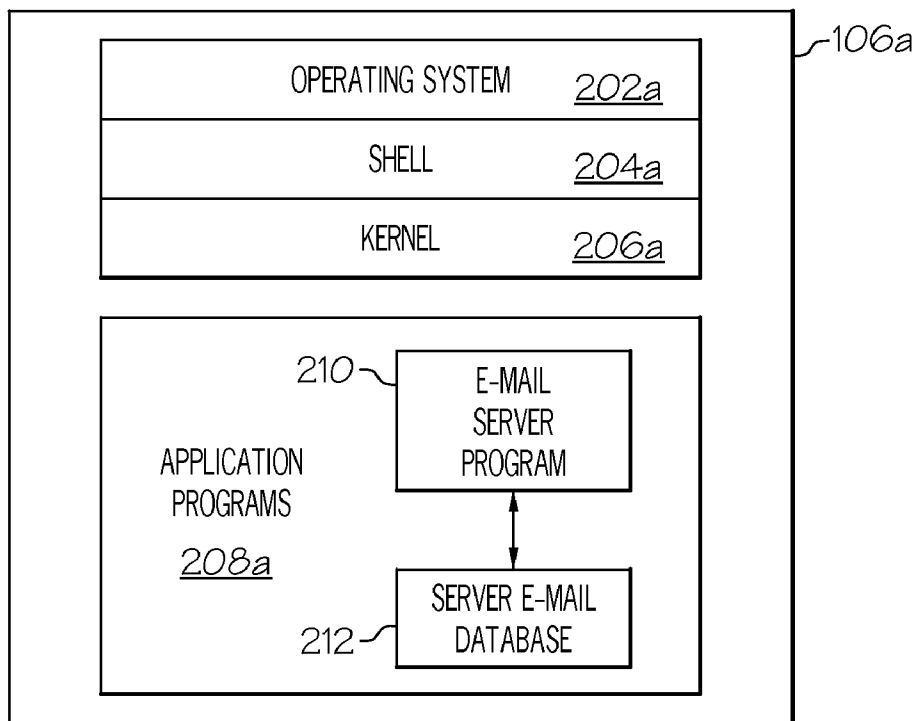 106a
OPERATING SYSTEM 202a
SHELL 204a
KERNEL 206a
210
E-MAIL
SERVER
PROGRAM
APPLICATION
PROGRAMS
208a
212
SERVER E-MAIL
DATABASE